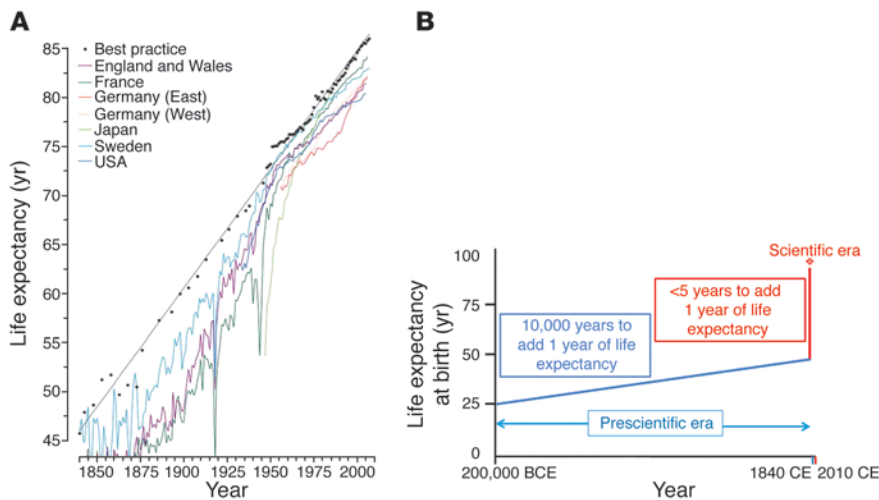 A
Life expectancy (yr)
85
80
75
70
65
60
55
50
45
Best practice
England and Wales
France
Germany (East)
Germany (West)
Japan
Sweden
USA
1850 1875 1900 1925 1950 1975 2000
Year
B
Life expectancy
at birth (yr)
100
75
50
25
0
Scientific era
<5 years to add
1 year of life
expectancy
10,000 years to
add 1 year of life
expectancy
Prescientific era
200,000 BCE
1840 CE 2010 CE
Year